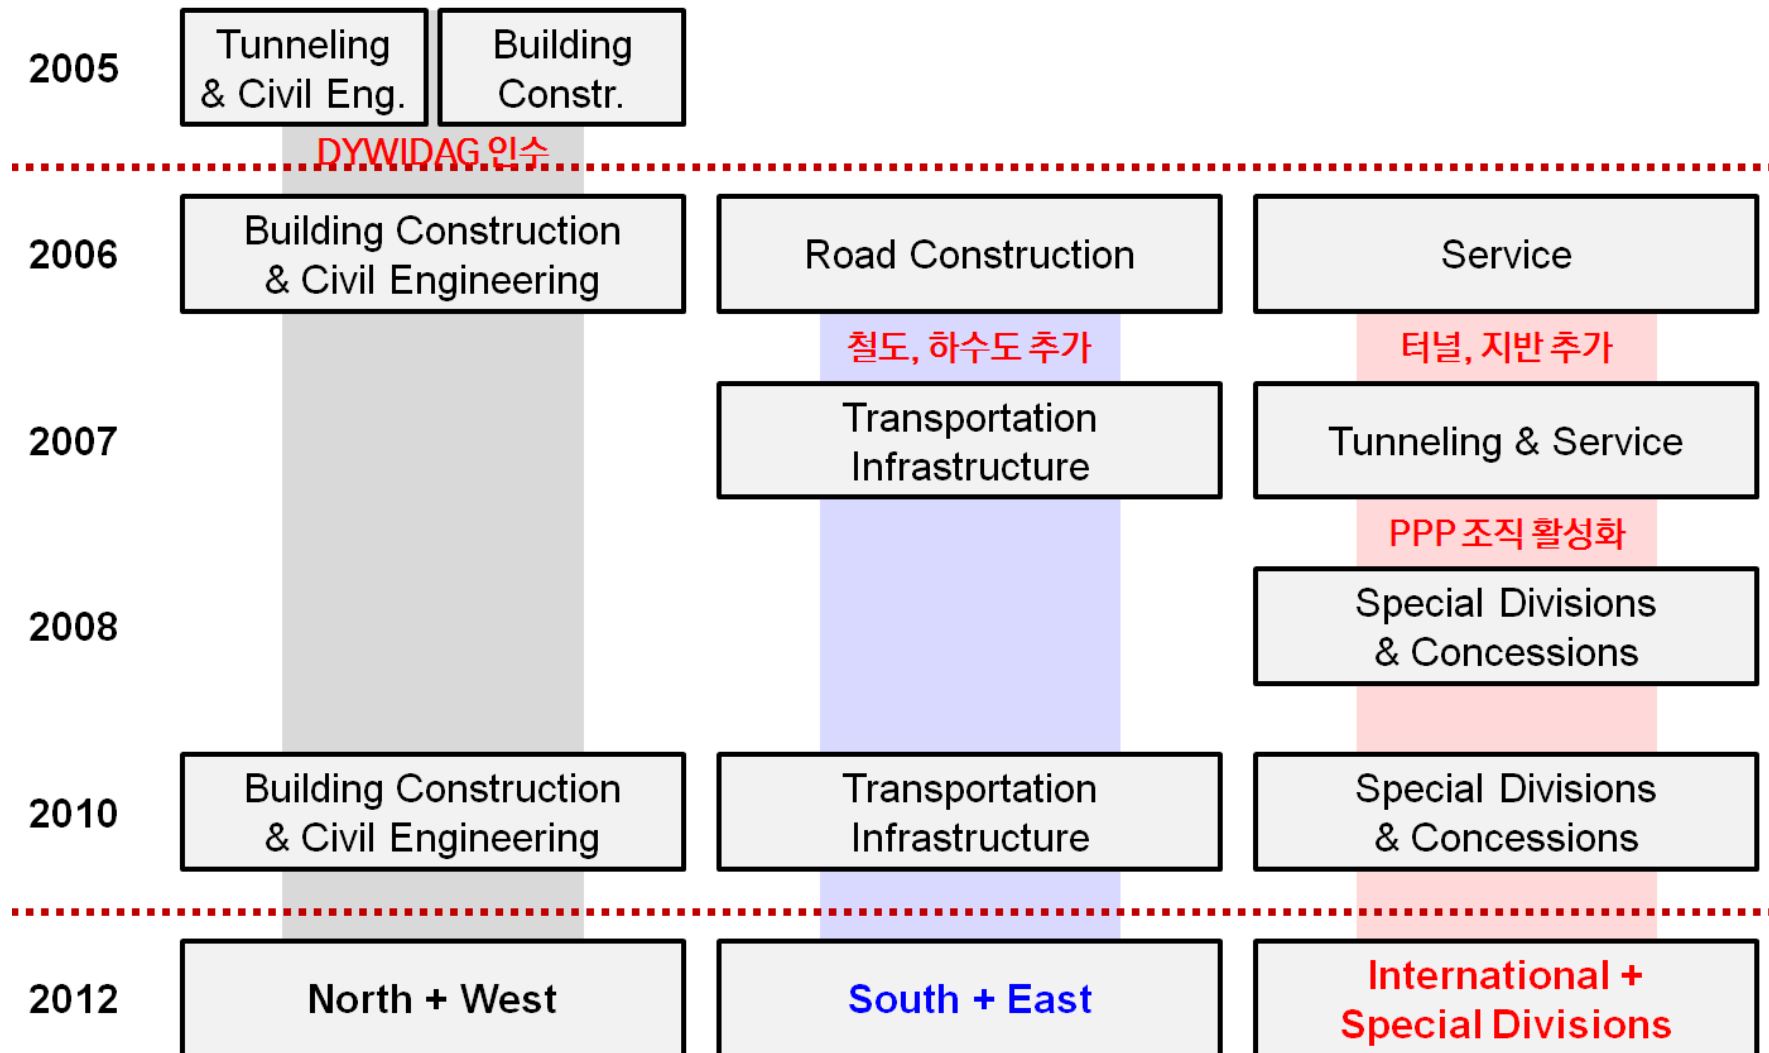 2005
Tunneling
& Civil Eng.
Building
Constr.
DYWIDAG 인수
2006
Building Construction
& Civil Engineering
Road Construction
Service
철도, 하수도 추가
터널, 지반 추가
2007
Transportation
Infrastructure
Tunneling & Service
PPP 조직 활성화
2008
Special Divisions
& Concessions
2010
Building Construction
& Civil Engineering
Transportation
Infrastructure
Special Divisions
& Concessions
2012
North + West
South + East
International +
Special Divisions